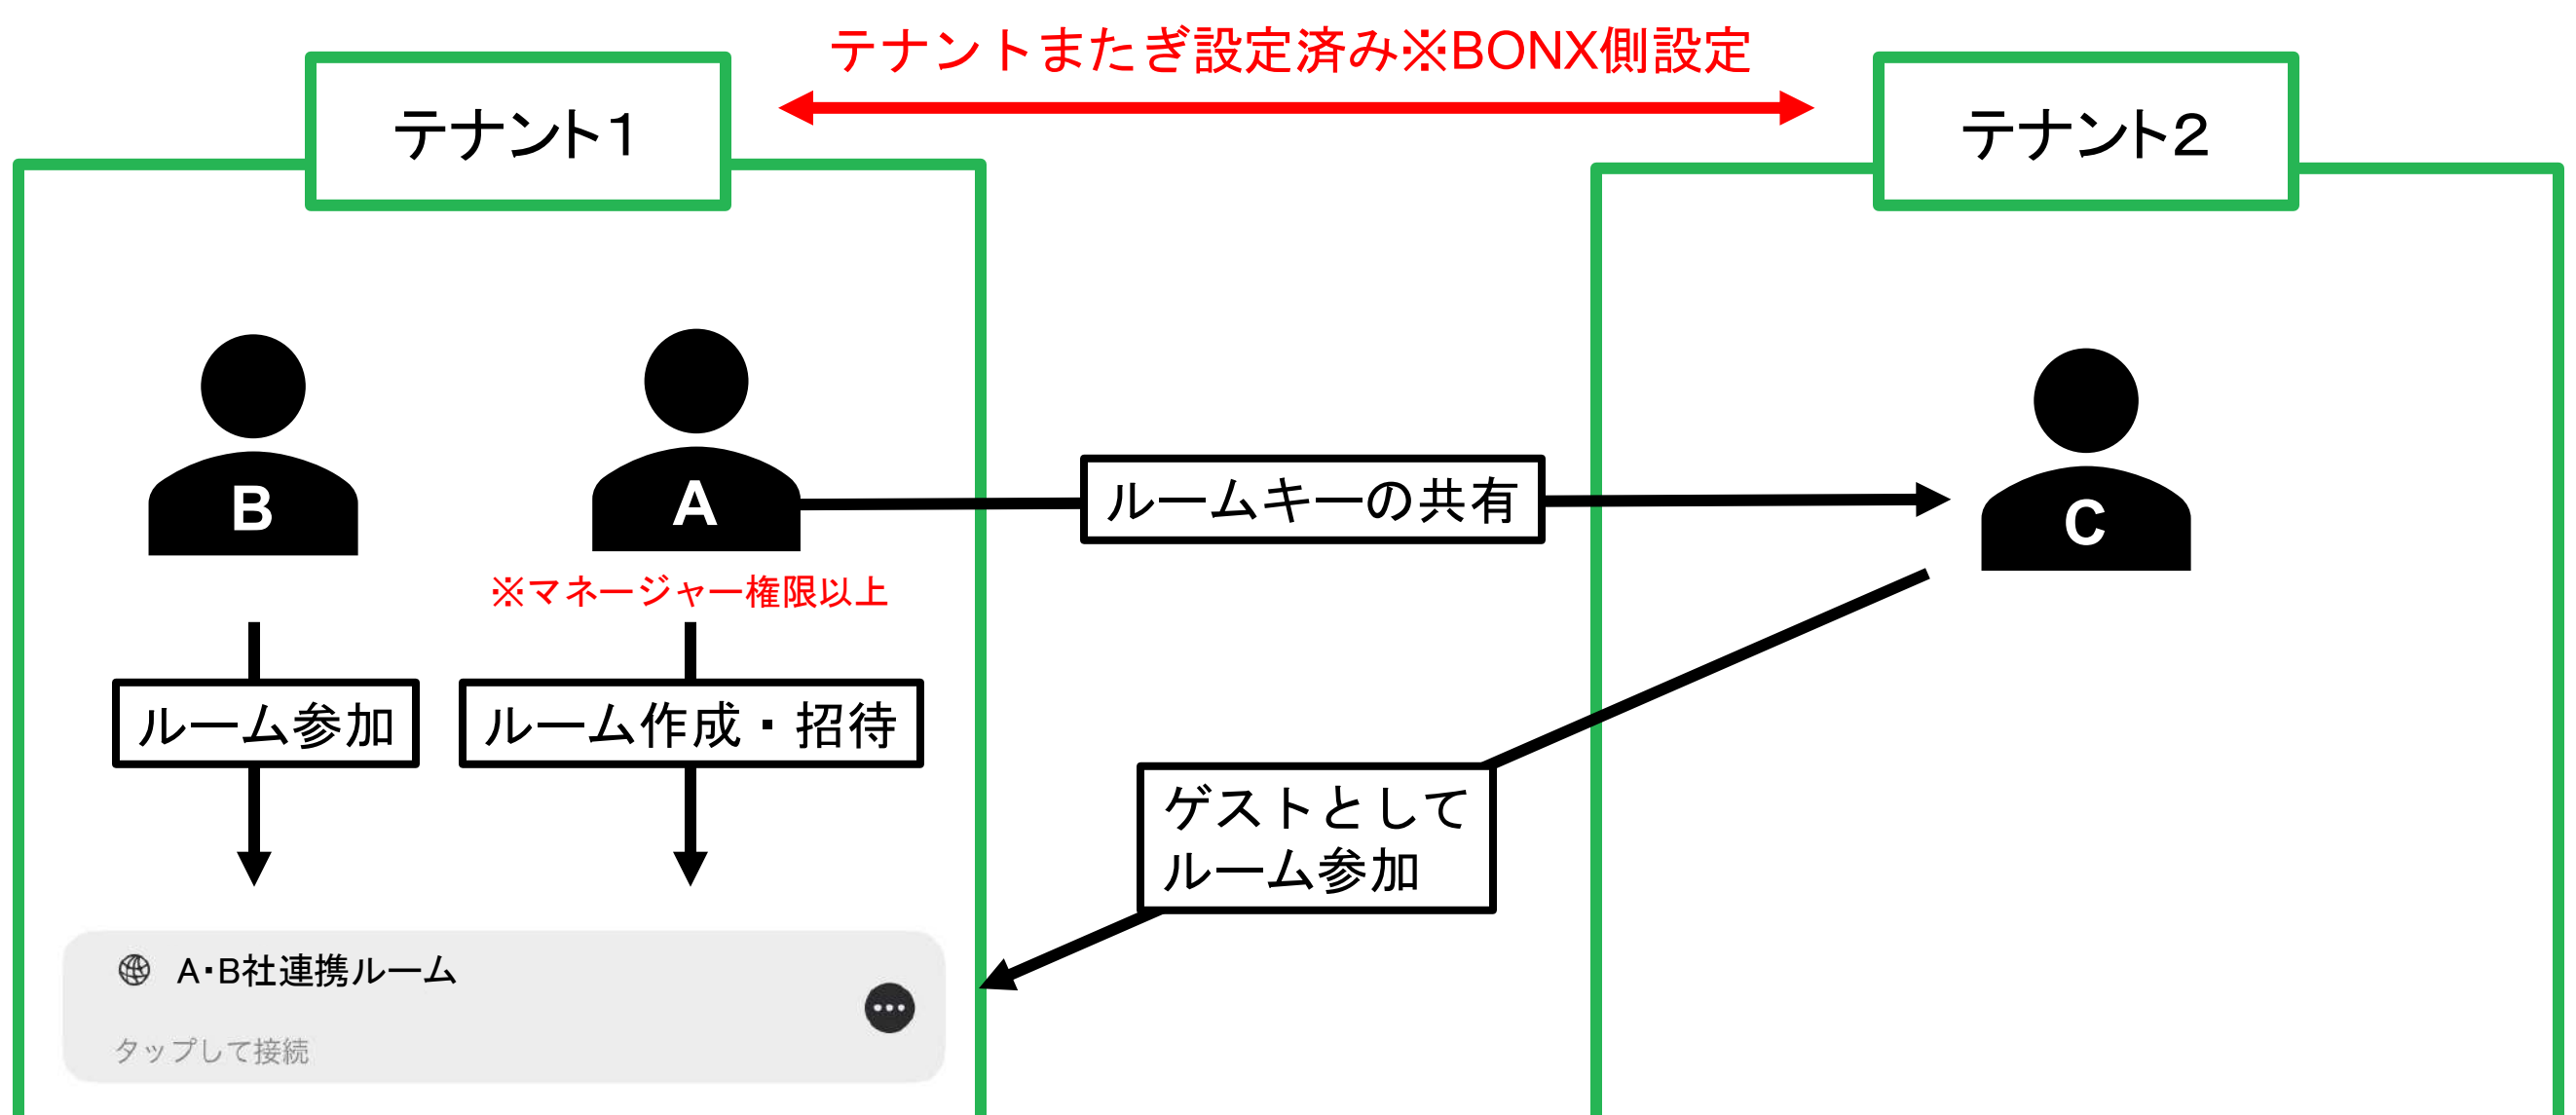 テナントまたぎ設定済み※BONX側設定
テナント1
テナント2
B
A
C
ルームキーの共有
※マネージャー権限以上
ルーム参加
ルーム作成・招待
ゲストとして
ルーム参加
A・B社連携ルーム
タップして接続